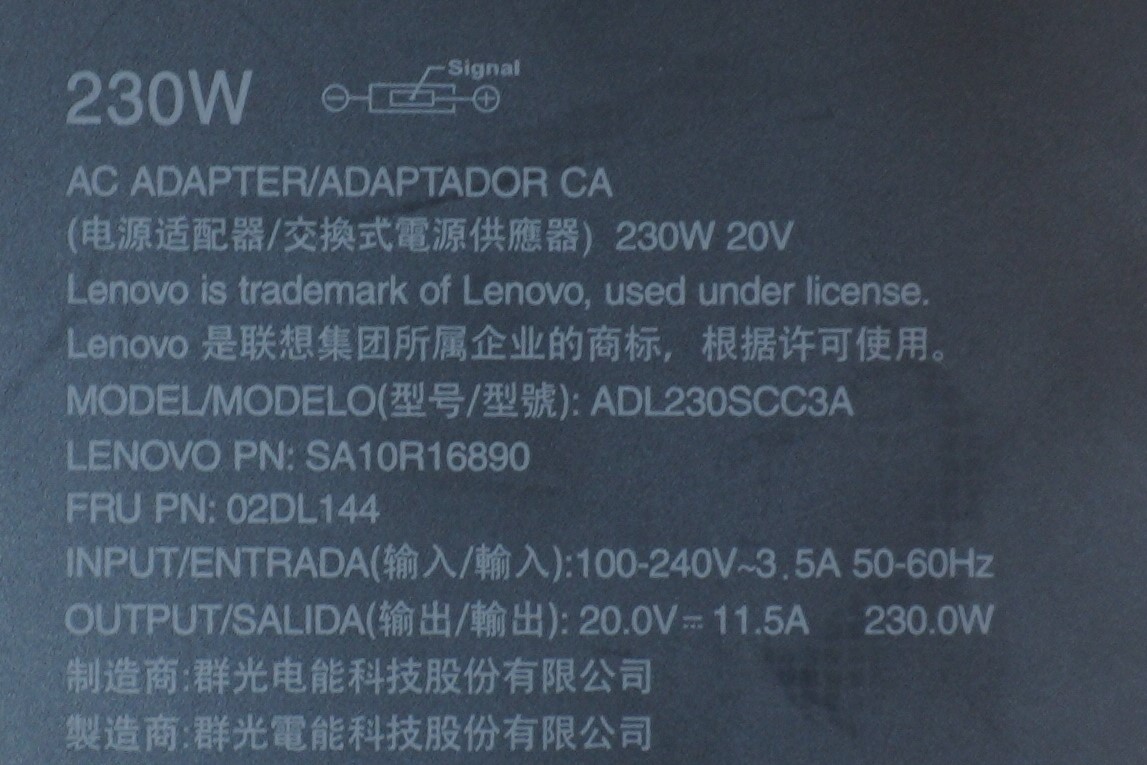 230W
Signal
AC ADAPTER/ADAPTADOR CA
(电源适配器/交換式電源供應器) 230W 20V
Lenovo is trademark of Lenovo, used under license.
Lenovo 是联想集团所属企业的商标，根据许可使用。
MODEL/MODELO(型号/型號): ADL230SCC3A
LENOVO PN: SA10R16890
FRU PN: 02DL144
INPUT/ENTRADA(输入/輸入):100-240V~3.5A 50-60Hz
OUTPUT/SALIDA(输出/輸出): 20.0V⎓11.5A 230.0W
制造商:群光电能科技股份有限公司
製造商:群光電能科技股份有限公司